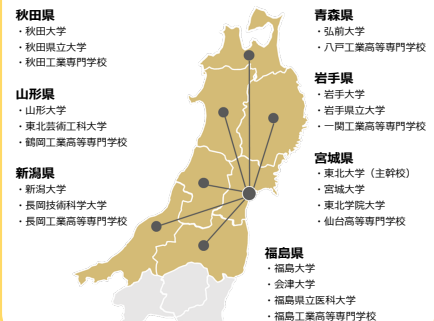 秋田県
・秋田大学
・秋田県立大学
・秋田工業専門学校
山形県
・山形大学
・東北芸術工科大学
・鶴岡工業高等専門学校
新潟県
・新潟大学
・長岡技術科学大学
・長岡工業高等専門学校
青森県
・弘前大学
・八戸工業高等専門学校
岩手県
・岩手大学
・岩手県立大学
・一関工業高等専門学校
宮城県
・東北大学（主幹校）
・宮城大学
・東北学院大学
・仙台高等専門学校
福島県
・福島大学
・会津大学
・福島県立医科大学
・福島工業高等専門学校